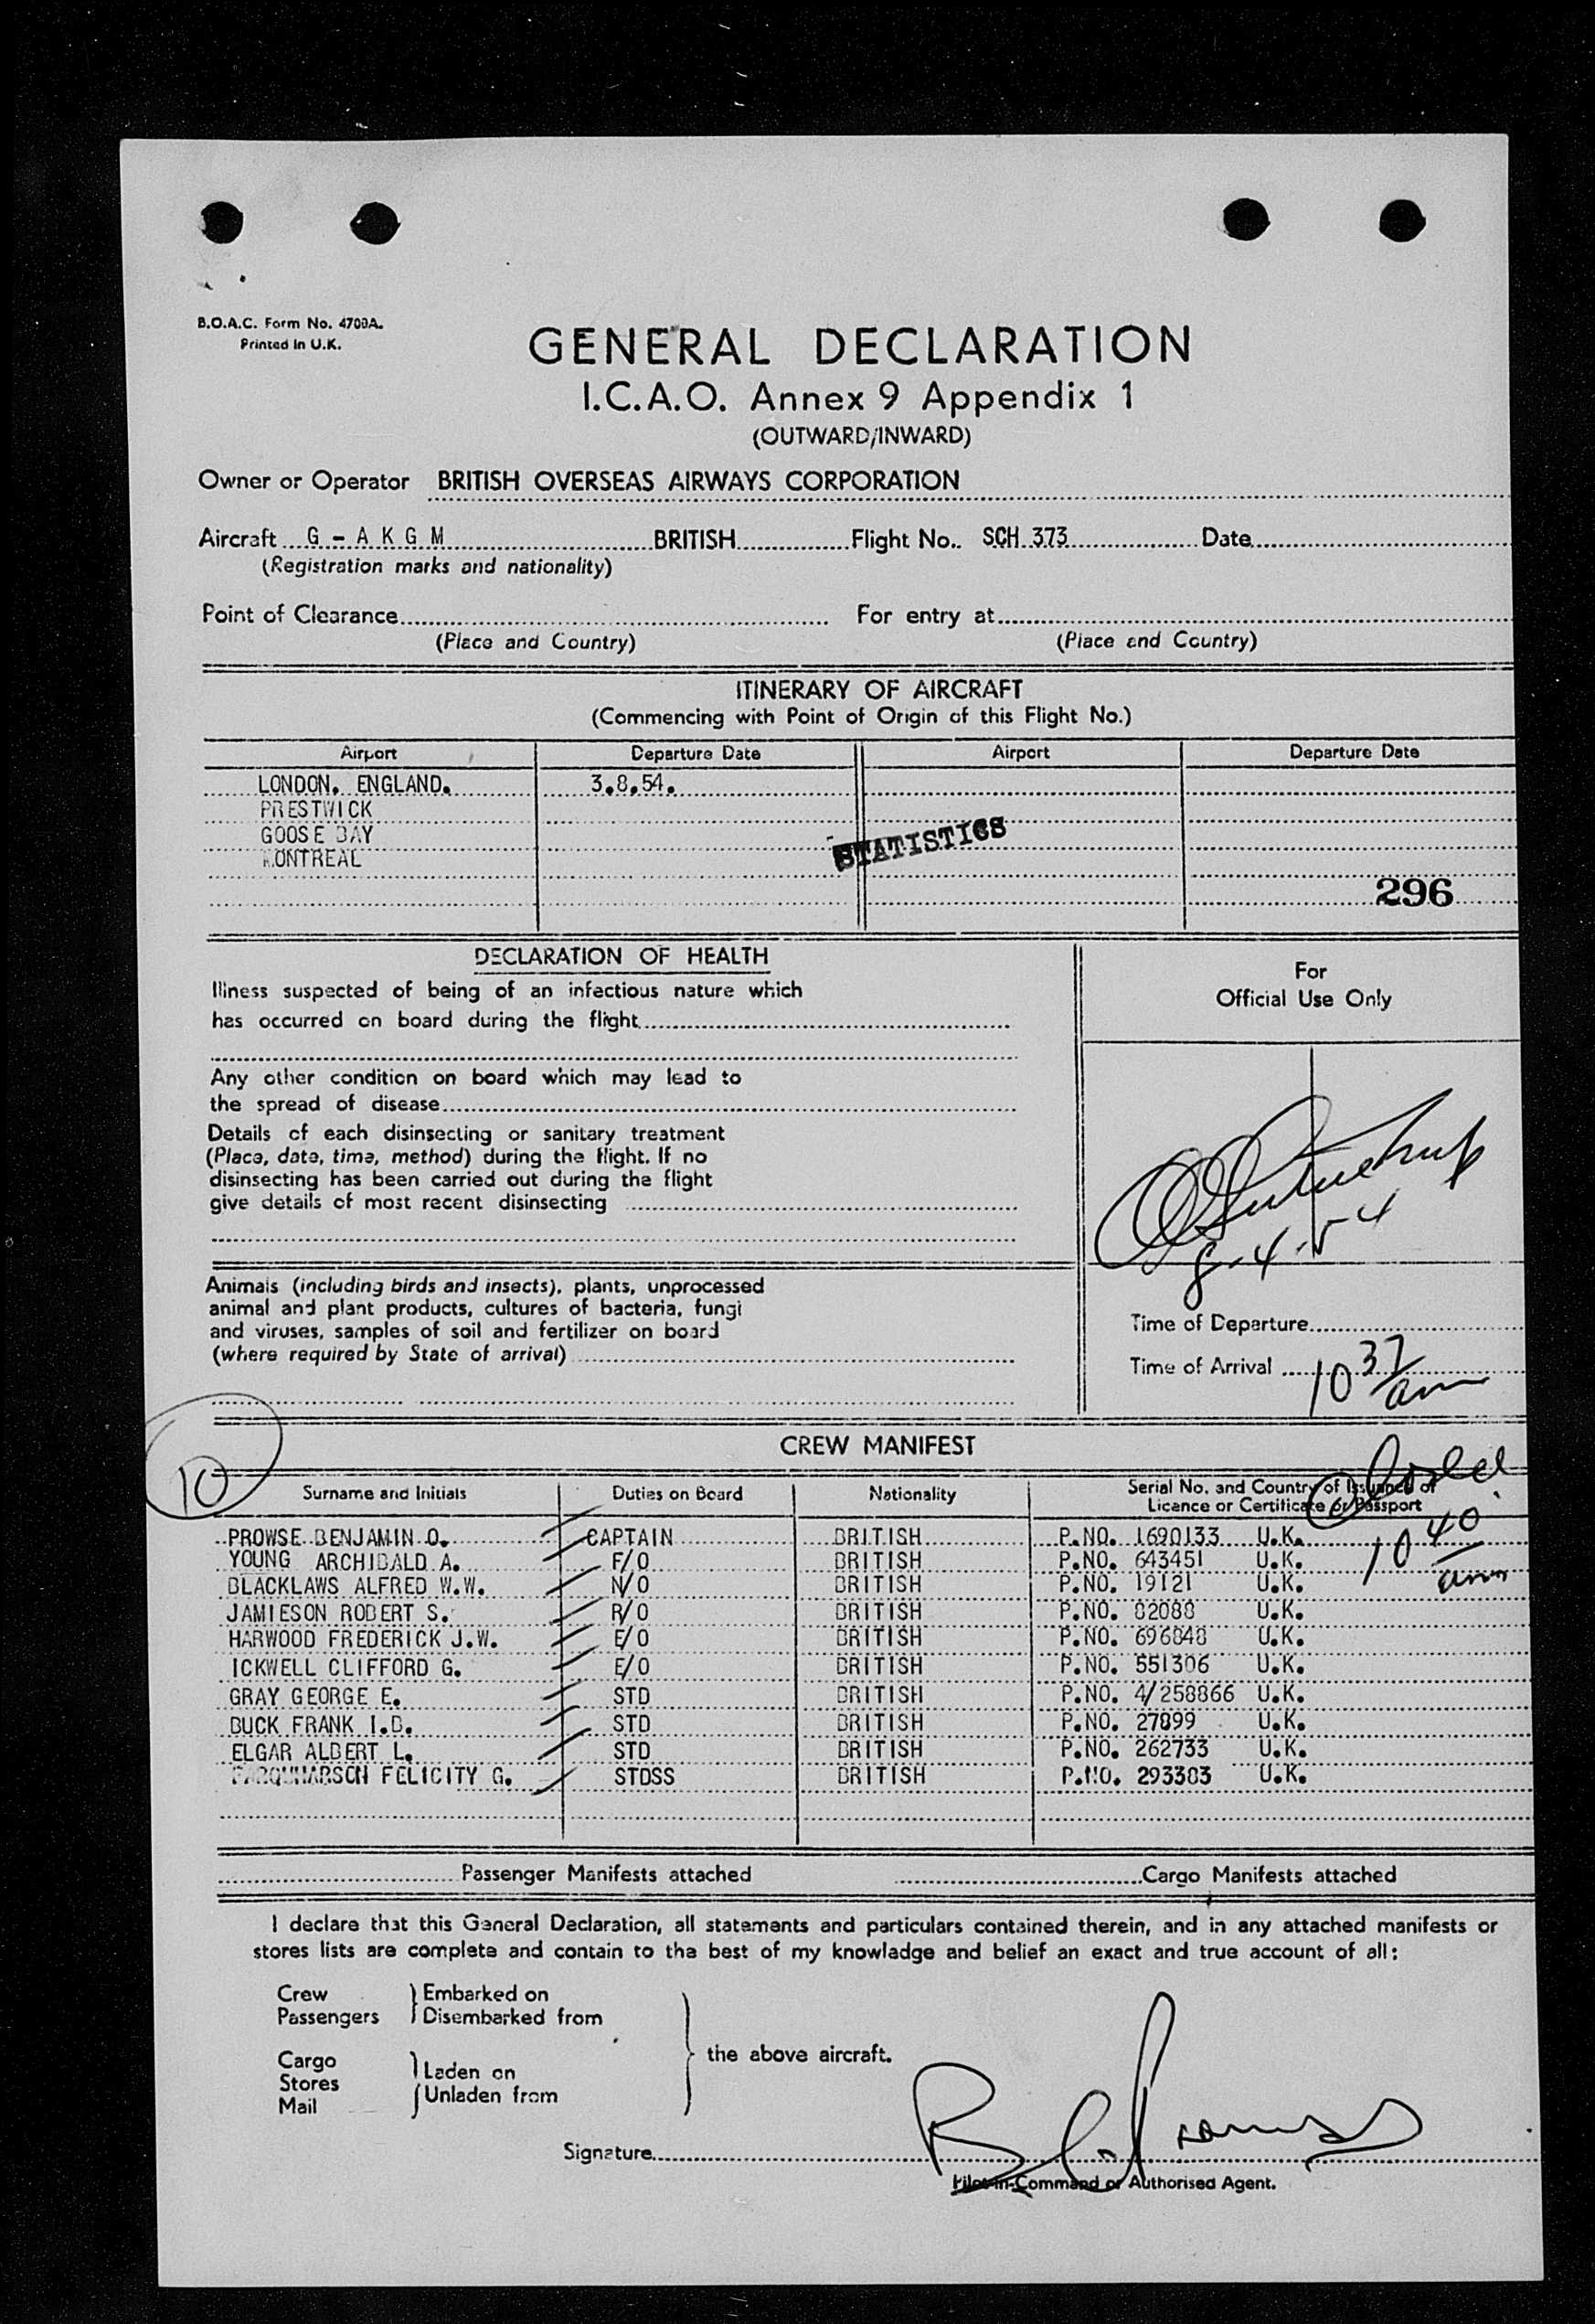 B.O.A.C. Form No. 4700A.
Printed In U.K.
GENERAL DECLARATION
I.C.A.O. Annex 9 Appendix 1
(OUTWARD/INWARD)
Owner or Operator BRITISH OVERSEAS AIRWAYS CORPORATION
Aircraft G - A K G M BRITISH Flight No. SCH 373 Date
(Registration marks and nationality)
Point of Clearance For entry at
(Place and Country) (Place and Country)
ITINERARY OF AIRCRAFT
(Commencing with Point of Origin of this Flight No.)
Airport Departure Date Airport Departure Date
LONDON. ENGLAND. 3.8.54.
PRESTWICK
GOOSE BAY
MONTREAL
STATISTICS
296
DECLARATION OF HEALTH
Illness suspected of being of an infectious nature which
has occurred on board during the flight
Any other condition on board which may lead to
the spread of disease
Details of each disinsecting or sanitary treatment
(Place, date, time, method) during the flight. If no
disinsecting has been carried out during the flight
give details of most recent disinsecting
Animals (including birds and insects), plants, unprocessed
animal and plant products, cultures of bacteria, fungi
and viruses, samples of soil and fertilizer on board
(where required by State of arrival)
For
Official Use Only
8-4-54
Time of Departure
Time of Arrival 10 37 am
10
CREW MANIFEST
Closed
10 40 am
Surname and Initials Duties on Board Nationality Serial No. and Country of Issuance of
Licence or Certificate or Passport
PROWSE BENJAMIN O. CAPTAIN BRITISH P.NO. 1690133 U.K.
YOUNG ARCHIBALD A. F/O BRITISH P.NO. 643451 U.K.
BLACKLAWS ALFRED W.W. N/O BRITISH P.NO. 19121 U.K.
JAMIESON ROBERT S. R/O BRITISH P.NO. 82088 U.K.
HARWOOD FREDERICK J.W. E/O BRITISH P.NO. 696848 U.K.
ICKWELL CLIFFORD G. E/O BRITISH P.NO. 551306 U.K.
GRAY GEORGE E. STD BRITISH P.NO. 4/258866 U.K.
BUCK FRANK I.D. STD BRITISH P.NO. 27899 U.K.
ELGAR ALBERT L. STD BRITISH P.NO. 262733 U.K.
FARQUHARSON FELICITY G. STDSS BRITISH P.NO. 293383 U.K.
Passenger Manifests attached Cargo Manifests attached
I declare that this General Declaration, all statements and particulars contained therein, and in any attached manifests or
stores lists are complete and contain to the best of my knowledge and belief an exact and true account of all:
Crew Embarked on
Passengers Disembarked from
the above aircraft.
Cargo Laden on
Stores Unladen from
Mail
Signature
Pilot-in-Command or Authorised Agent.